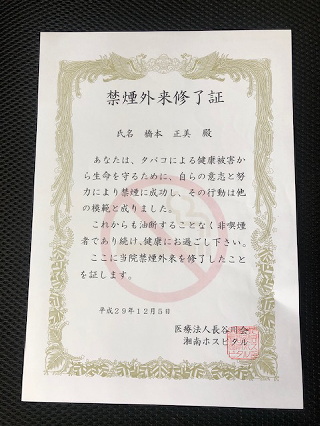 禁煙外来修了証
氏名 橋本 正美 殿
あなたは、タバコによる健康被害か
ら生命を守るために、自らの意志と努
力により禁煙に成功し、その行動は他
の模範と成りました。
これからも油断することなく非喫煙
者であり続け、健康にお過ごし下さい。
ここに当院禁煙外来を修了したこと
を証します。
平成29年12月5日
医療法人長谷川会
湘南ホスピタル